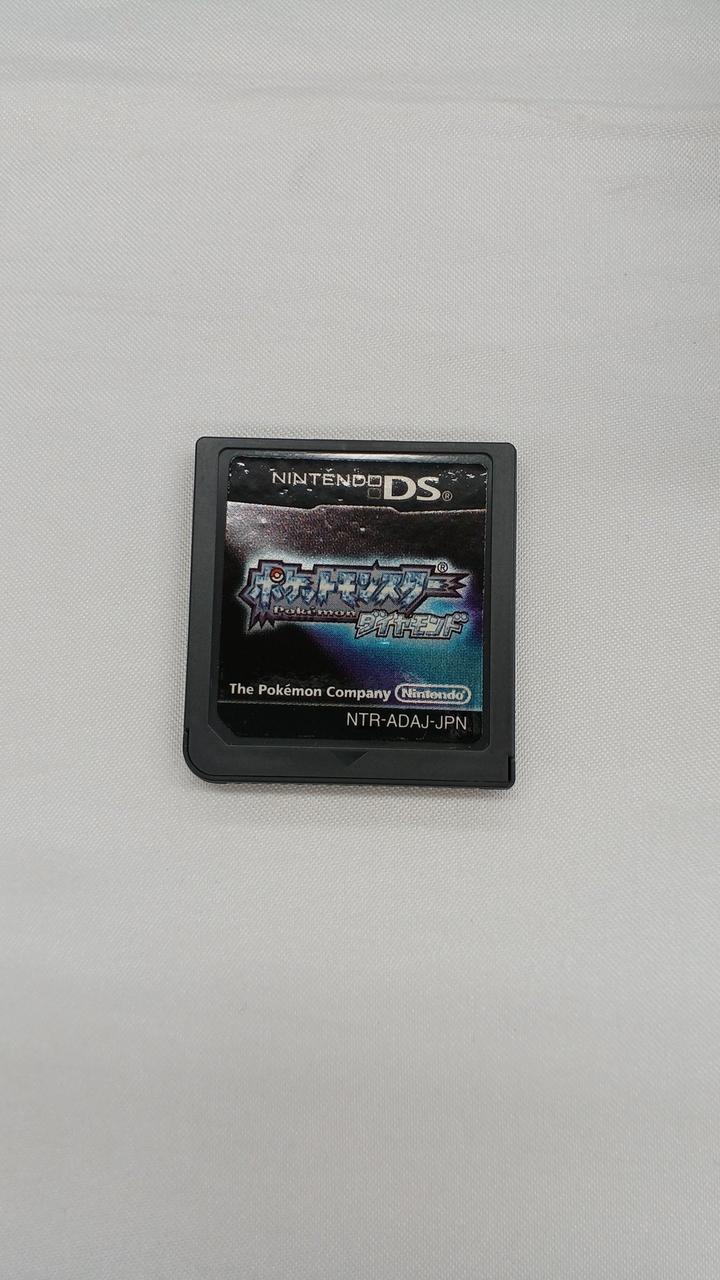 NINTENDO DS®
ポケットモンスター®
Pokémon
ダイヤモンド
The Pokémon Company Nintendo®
NTR-ADAJ-JPN